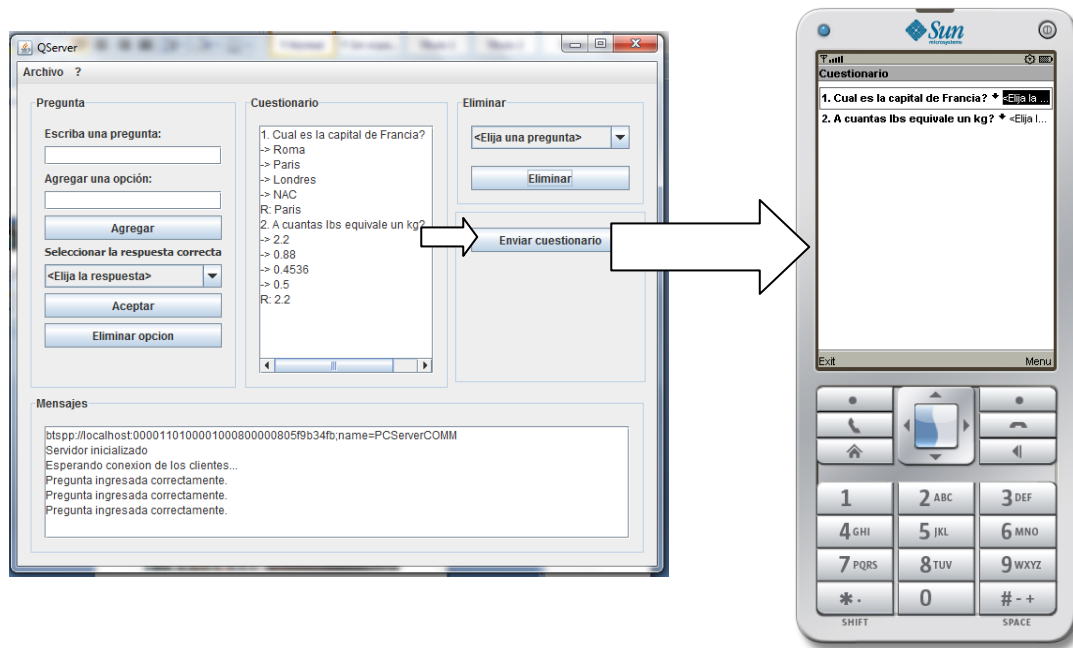 QServer
Archivo ?
Pregunta
Escriba una pregunta:
Agregar una opción:
Agregar
Seleccionar la respuesta correcta
<Elija la respuesta>
Aceptar
Eliminar opcion
Cuestionario
1. Cual es la capital de Francia?
-> Roma
-> Paris
-> Londres
-> NAC
R: Paris
2. A cuantas lbs equivale un kg?
-> 2.2
-> 0.88
-> 0.4536
-> 0.5
R: 2.2
Eliminar
<Elija una pregunta>
Eliminar
Enviar cuestionario
Mensajes
btspp://localhost:0000110100001000800000805f9b34fb;name=PCServerCOMM
Servidor inicializado
Esperando conexion de los clientes...
Pregunta ingresada correctamente.
Pregunta ingresada correctamente.
Pregunta ingresada correctamente.
Sun
microsystems
Cuestionario
1. Cual es la capital de Francia? <Elija la ...
2. A cuantas lbs equivale un kg? <Elija l...
Exit Menu
1 2 ABC 3 DEF
4 GHI 5 JKL 6 MNO
7 PQRS 8 TUV 9 WXYZ
* . 0 # - +
SHIFT SPACE